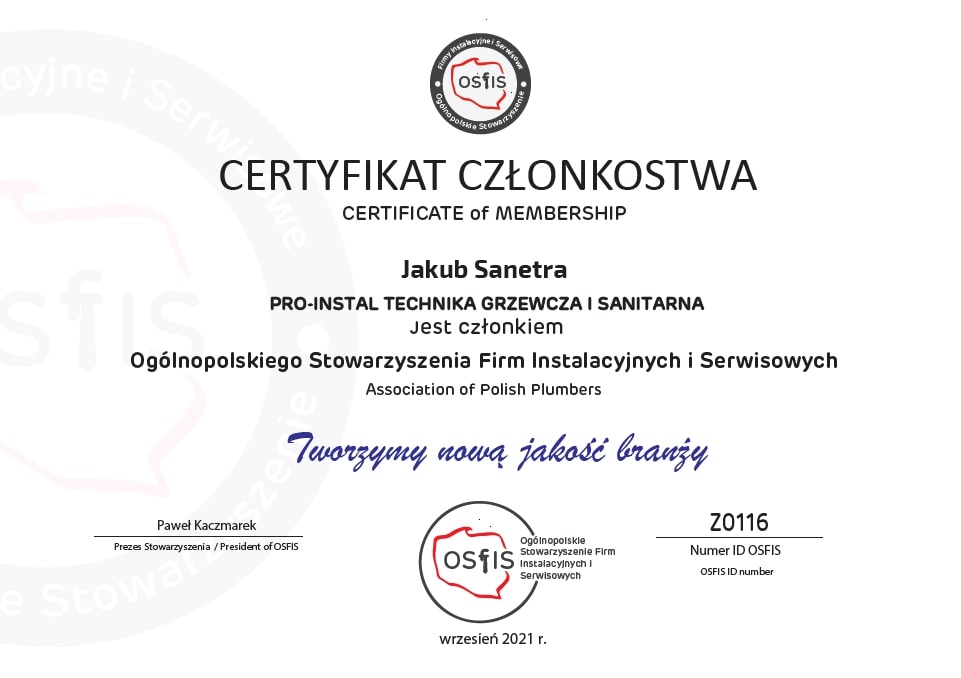 Firmy Instalacyjne i Serwisowe
OSfIS
Ogólnopolskie Stowarzyszenie
cyjne i Serwisowe
OSfIS
ie Stowarzyszenie
CERTYFIKAT CZŁONKOSTWA
CERTIFICATE of MEMBERSHIP
Jakub Sanetra
PRO-INSTAL TECHNIKA GRZEWCZA I SANITARNA
Jest członkiem
Ogólnopolskiego Stowarzyszenia Firm Instalacyjnych i Serwisowych
Association of Polish Plumbers
Tworzymy nową jakość branży
Paweł Kaczmarek
Prezes Stowarzyszenia / President of OSFIS
OSfIS
Ogólnopolskie
Stowarzyszenie Firm
Instalacyjnych i
Serwisowych
wrzesień 2021 r.
Z0116
Numer ID OSFIS
OSFIS ID number